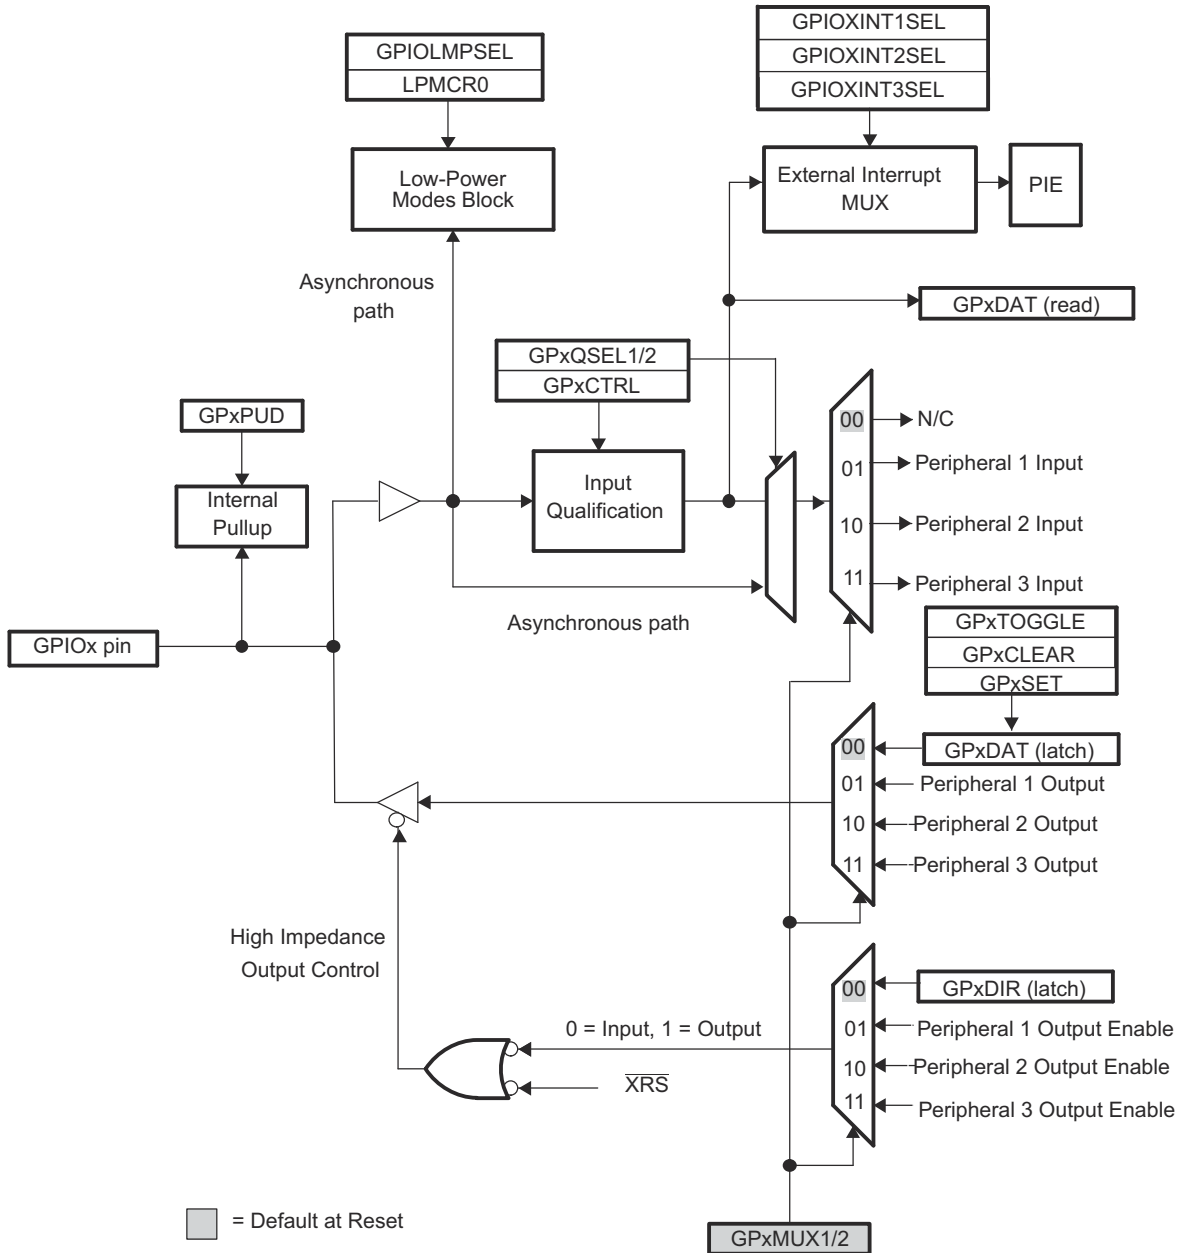 GPIOLMPSEL
LPMCR0
GPIOXINT1SEL
GPIOXINT2SEL
GPIOXINT3SEL
Low-Power
Modes Block
External Interrupt
MUX
PIE
Asynchronous
path
GPxDAT (read)
GPxQSEL1/2
GPxCTRL
GPxPUD
Internal
Pullup
Input
Qualification
00
N/C
01
Peripheral 1 Input
10
Peripheral 2 Input
11
Peripheral 3 Input
Asynchronous path
GPIOx pin
GPxTOGGLE
GPxCLEAR
GPxSET
00
GPxDAT (latch)
01
Peripheral 1 Output
10
Peripheral 2 Output
11
Peripheral 3 Output
High Impedance
Output Control
00
GPxDIR (latch)
0 = Input, 1 = Output
01
Peripheral 1 Output Enable
10
Peripheral 2 Output Enable
XRS
11
Peripheral 3 Output Enable
= Default at Reset
GPxMUX1/2